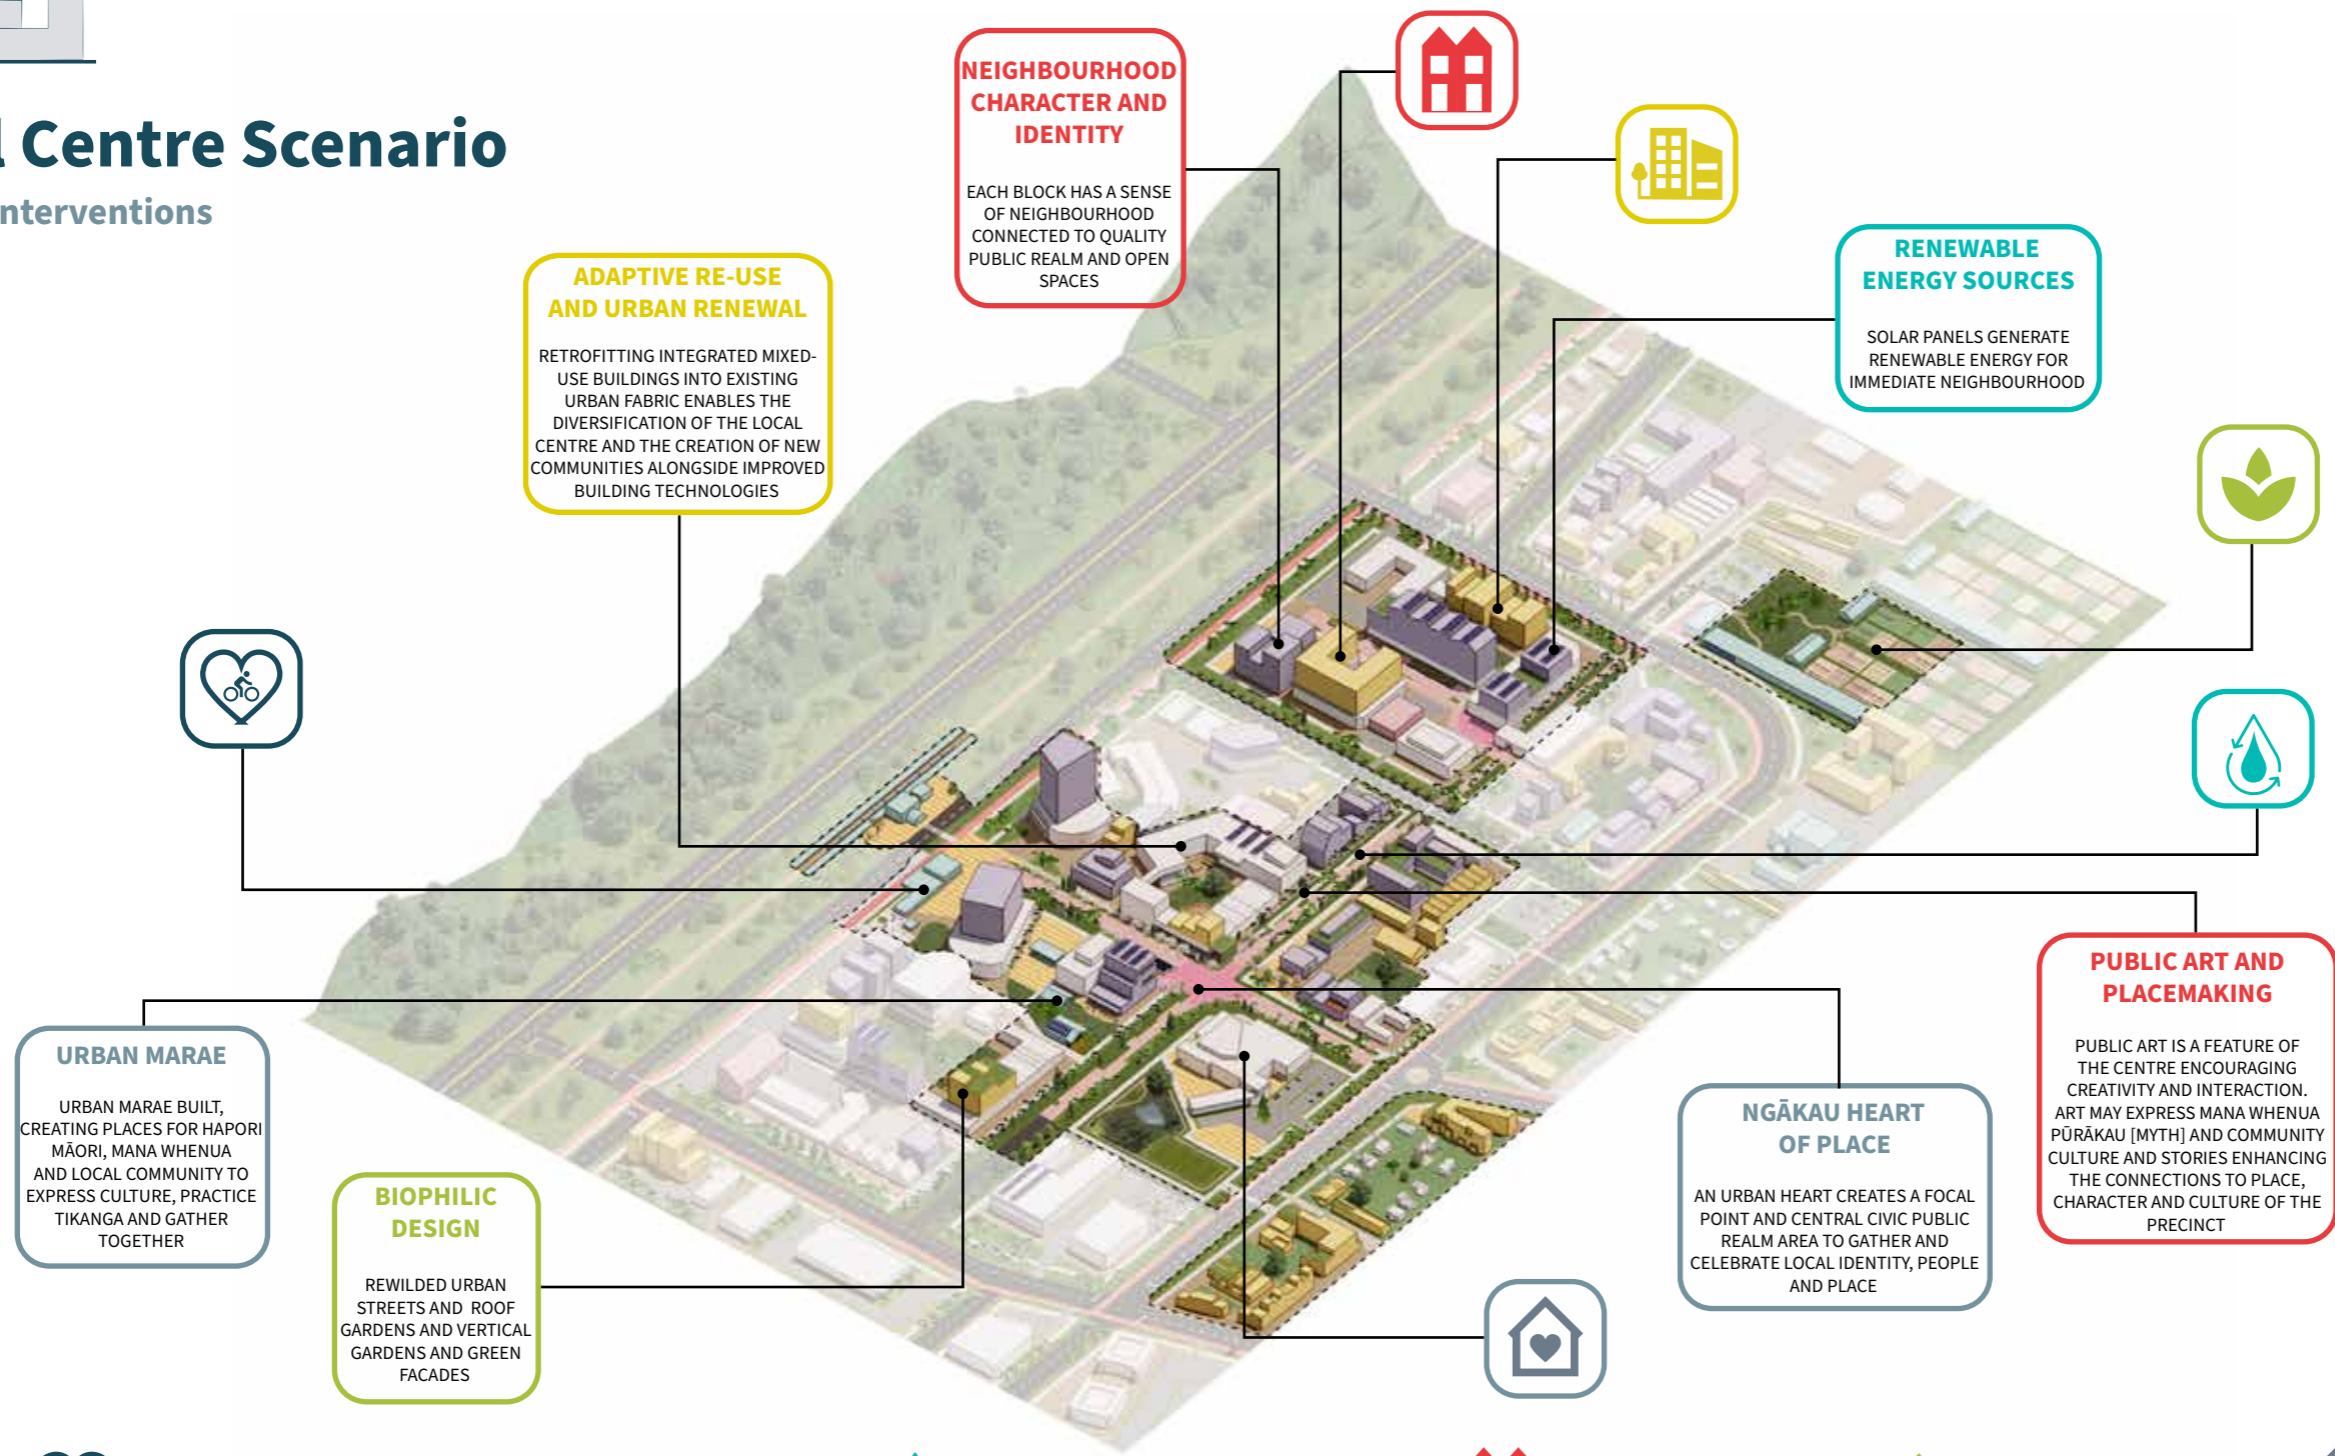 Centre Scenario
nterventions
NEIGHBOURHOOD
CHARACTER AND
IDENTITY
EACH BLOCK HAS A SENSE
OF NEIGHBOURHOOD
CONNECTED TO QUALITY
PUBLIC REALM AND OPEN
SPACES
ADAPTIVE RE-USE
AND URBAN RENEWAL
RETROFITTING INTEGRATED MIXED-
USE BUILDINGS INTO EXISTING
URBAN FABRIC ENABLES THE
DIVERSIFICATION OF THE LOCAL
CENTRE AND THE CREATION OF NEW
COMMUNITIES ALONGSIDE IMPROVED
BUILDING TECHNOLOGIES
RENEWABLE
ENERGY SOURCES
SOLAR PANELS GENERATE
RENEWABLE ENERGY FOR
IMMEDIATE NEIGHBOURHOOD
URBAN MARAE
URBAN MARAE BUILT,
CREATING PLACES FOR HAPORI
MĀORI, MANA WHENUA
AND LOCAL COMMUNITY TO
EXPRESS CULTURE, PRACTICE
TIKANGA AND GATHER
TOGETHER
BIOPHILIC
DESIGN
REWILDED URBAN
STREETS AND ROOF
GARDENS AND VERTICAL
GARDENS AND GREEN
FACADES
NGĀKAU HEART
OF PLACE
AN URBAN HEART CREATES A FOCAL
POINT AND CENTRAL CIVIC PUBLIC
REALM AREA TO GATHER AND
CELEBRATE LOCAL IDENTITY, PEOPLE
AND PLACE
PUBLIC ART AND
PLACEMAKING
PUBLIC ART IS A FEATURE OF
THE CENTRE ENCOURAGING
CREATIVITY AND INTERACTION.
ART MAY EXPRESS MANA WHENUA
PŪRĀKAU [MYTH] AND COMMUNITY
CULTURE AND STORIES ENHANCING
THE CONNECTIONS TO PLACE,
CHARACTER AND CULTURE OF THE
PRECINCT